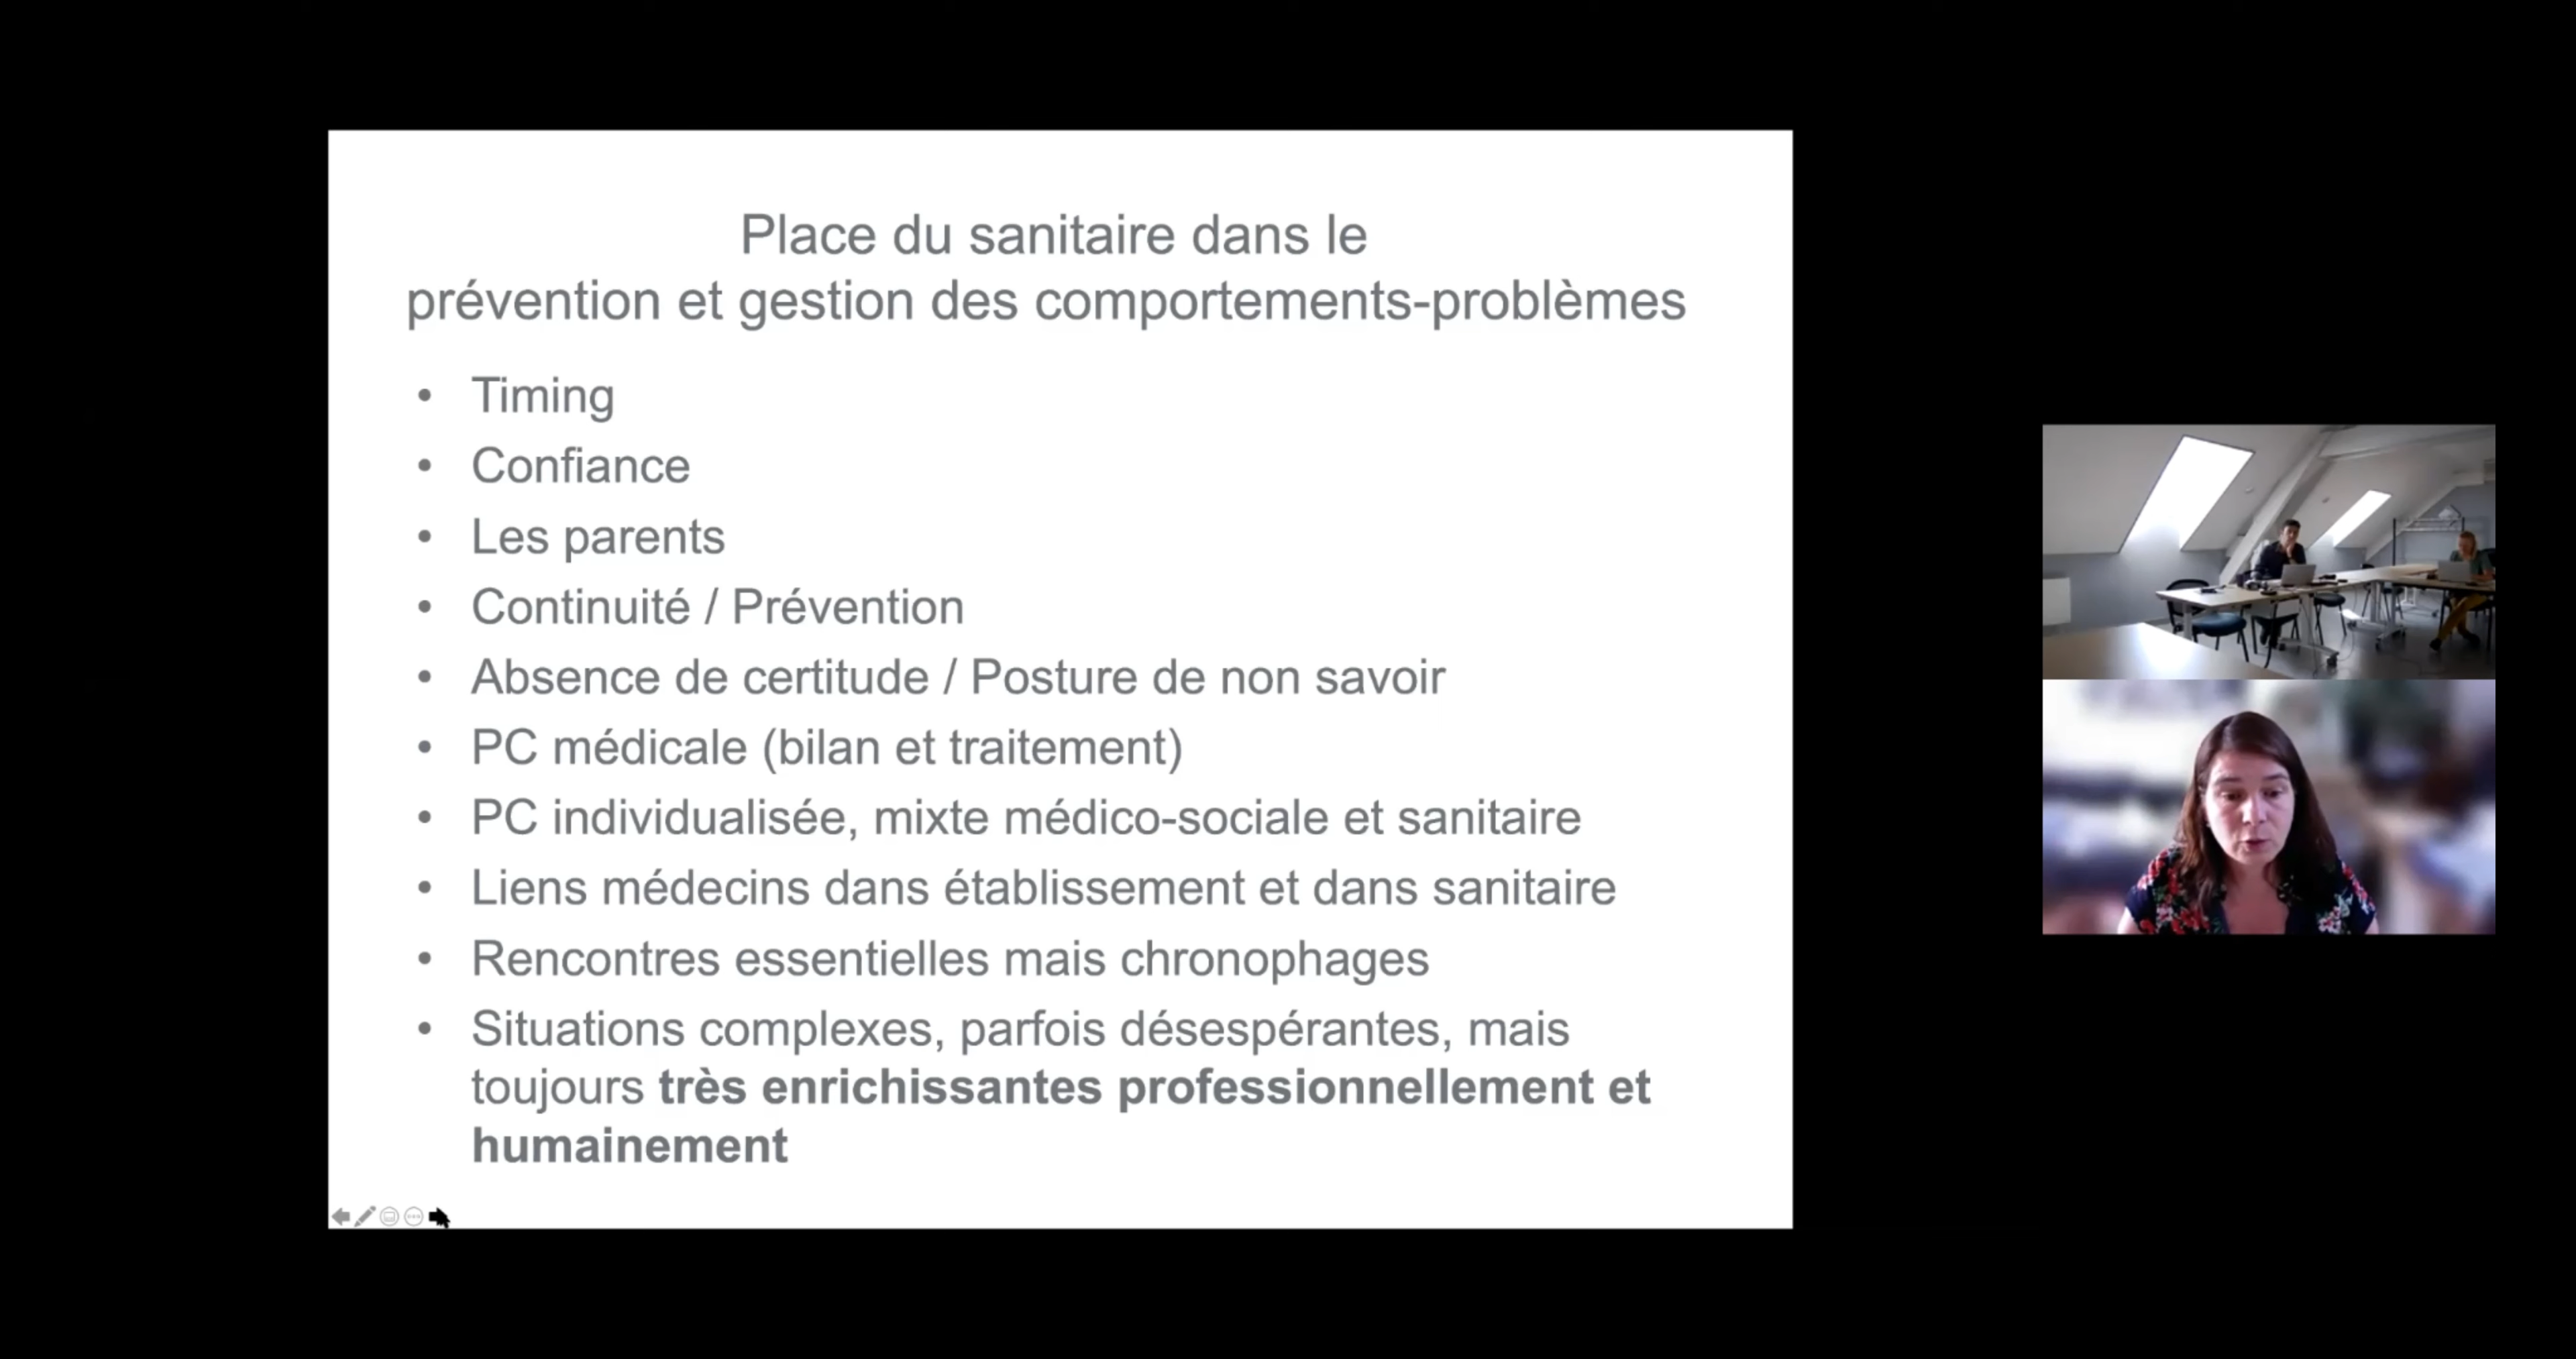 Place du sanitaire dans le
prévention et gestion des comportements-problèmes
• Timing
• Confiance
• Les parents
• Continuité / Prévention
• Absence de certitude / Posture de non savoir
• PC médicale (bilan et traitement)
• PC individualisée, mixte médico-sociale et sanitaire
• Liens médecins dans établissement et dans sanitaire
• Rencontres essentielles mais chronophages
• Situations complexes, parfois désespérantes, mais
toujours très enrichissantes professionnellement et
humainement